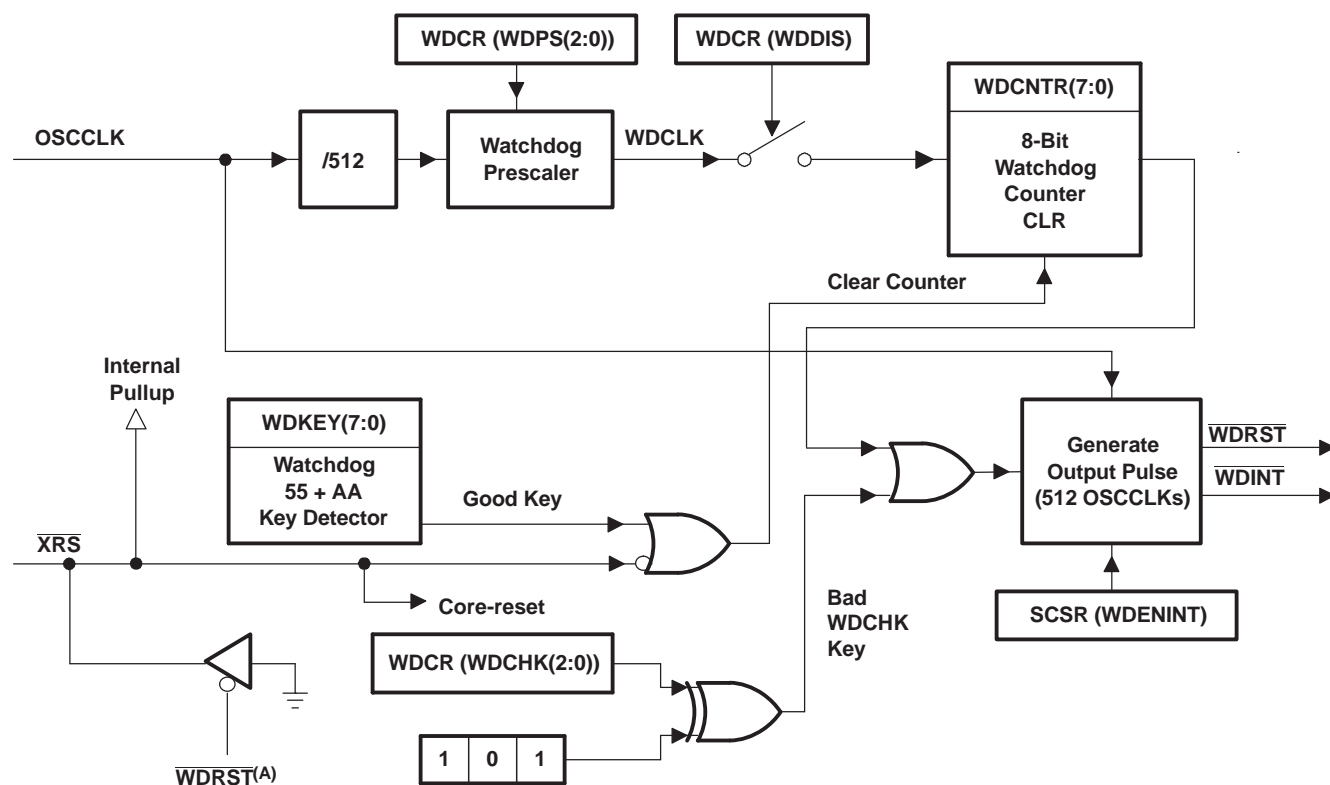 WDCR (WDPS(2:0))
WDCR (WDDIS)
WDCNTR(7:0)
OSCCLK
/512
Watchdog
Prescaler
WDCLK
8-Bit
Watchdog
Counter
CLR
Clear Counter
Internal
Pullup
WDKEY(7:0)
Watchdog
55 + AA
Key Detector
Good Key
Generate
Output Pulse
(512 OSCCLKs)
WDRST
WDINT
XRS
Core-reset
Bad
WDCHK
Key
SCSR (WDENINT)
WDCR (WDCHK(2:0))
1 0 1
WDRST(A)